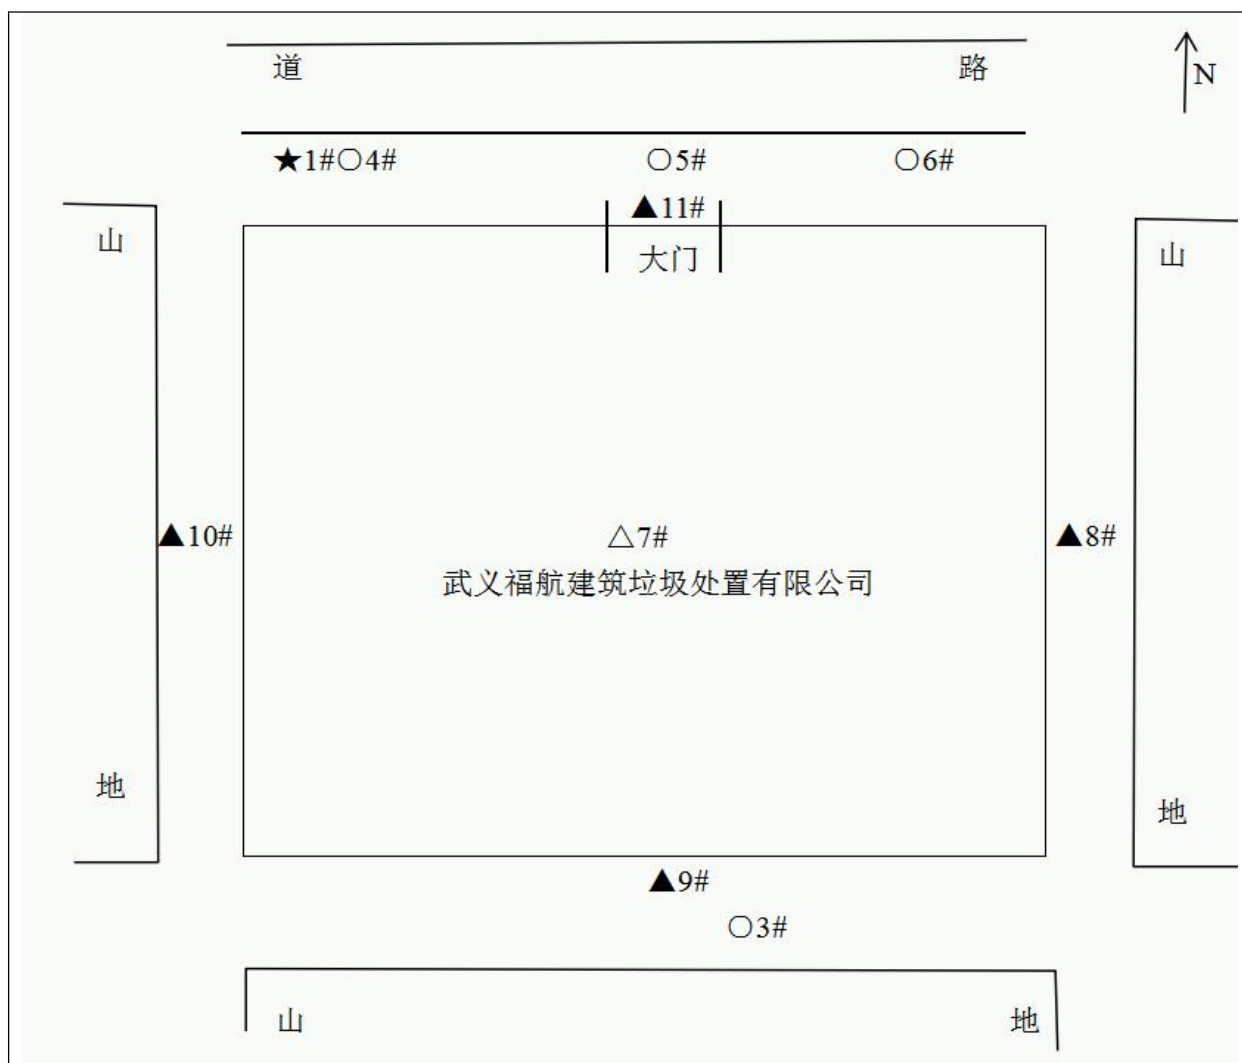 道 路
N
★1#○4# ○5# ○6#
▲11#
大门
山
山
▲10#
△7#
▲8#
武义福航建筑垃圾处置有限公司
地
地
▲9#
○3#
山 地